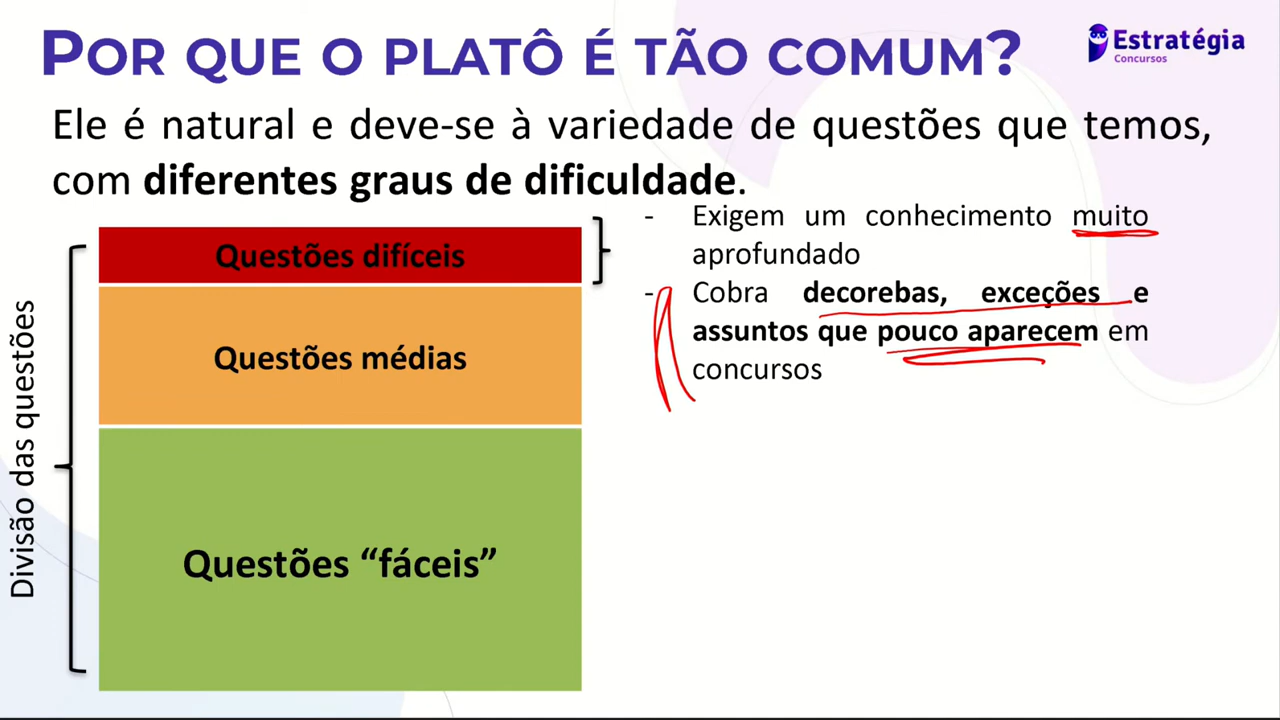 POR QUE O PLATÔ É TÃO COMUM?
Estratégia
Concursos
Ele é natural e deve-se à variedade de questões que temos,
com diferentes graus de dificuldade.
Divisão das questões
Questões difíceis
Questões médias
Questões “fáceis”
- Exigem um conhecimento muito
aprofundado
- Cobra decorebas, exceções e
assuntos que pouco aparecem em
concursos